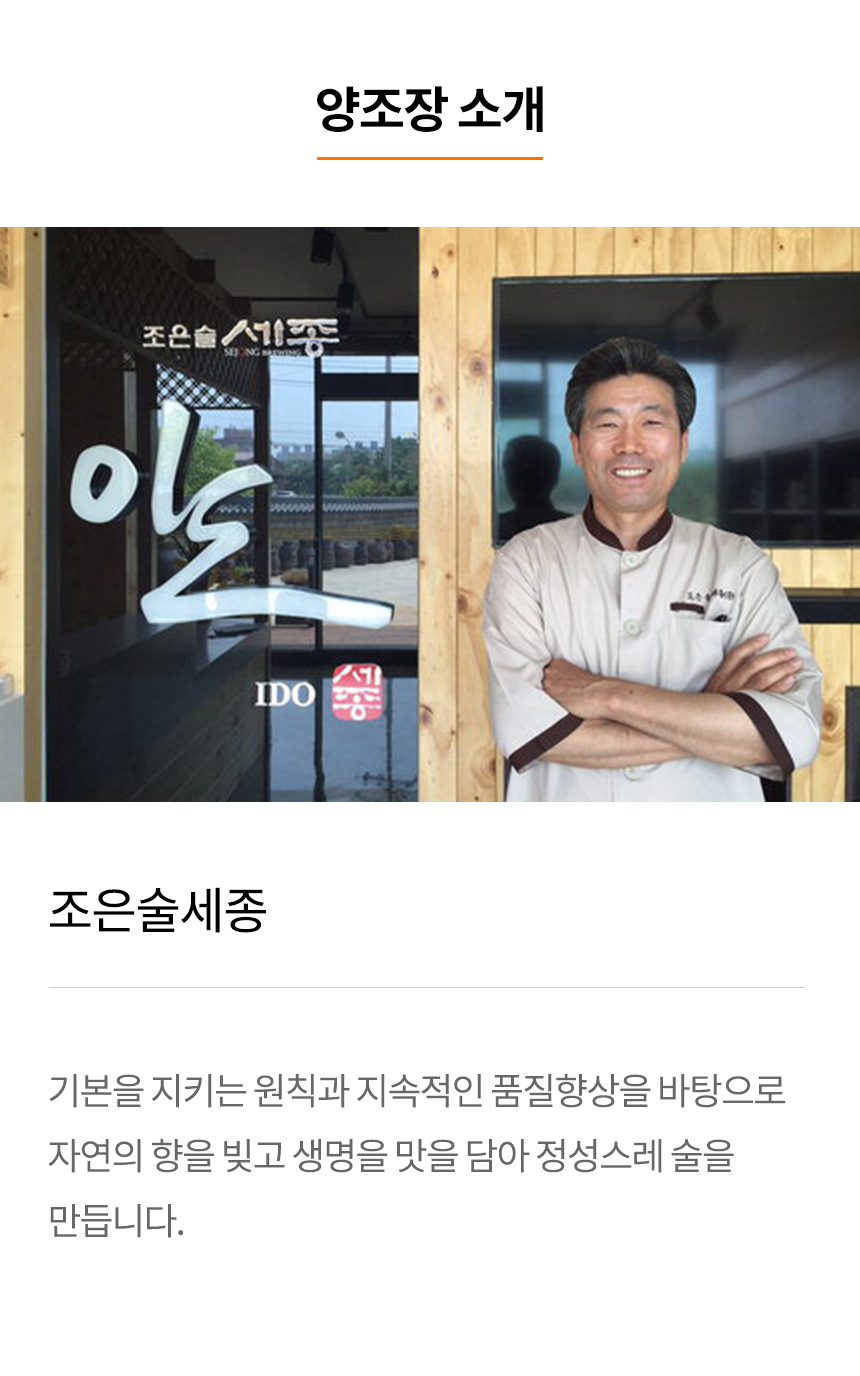 양조장 소개
조은술 세종
SEJONG BREWING
이도
IDO
세종
조은술세종
기본을 지키는 원칙과 지속적인 품질향상을 바탕으로
자연의 향을 빚고 생명을 맛을 담아 정성스레 술을
만듭니다.